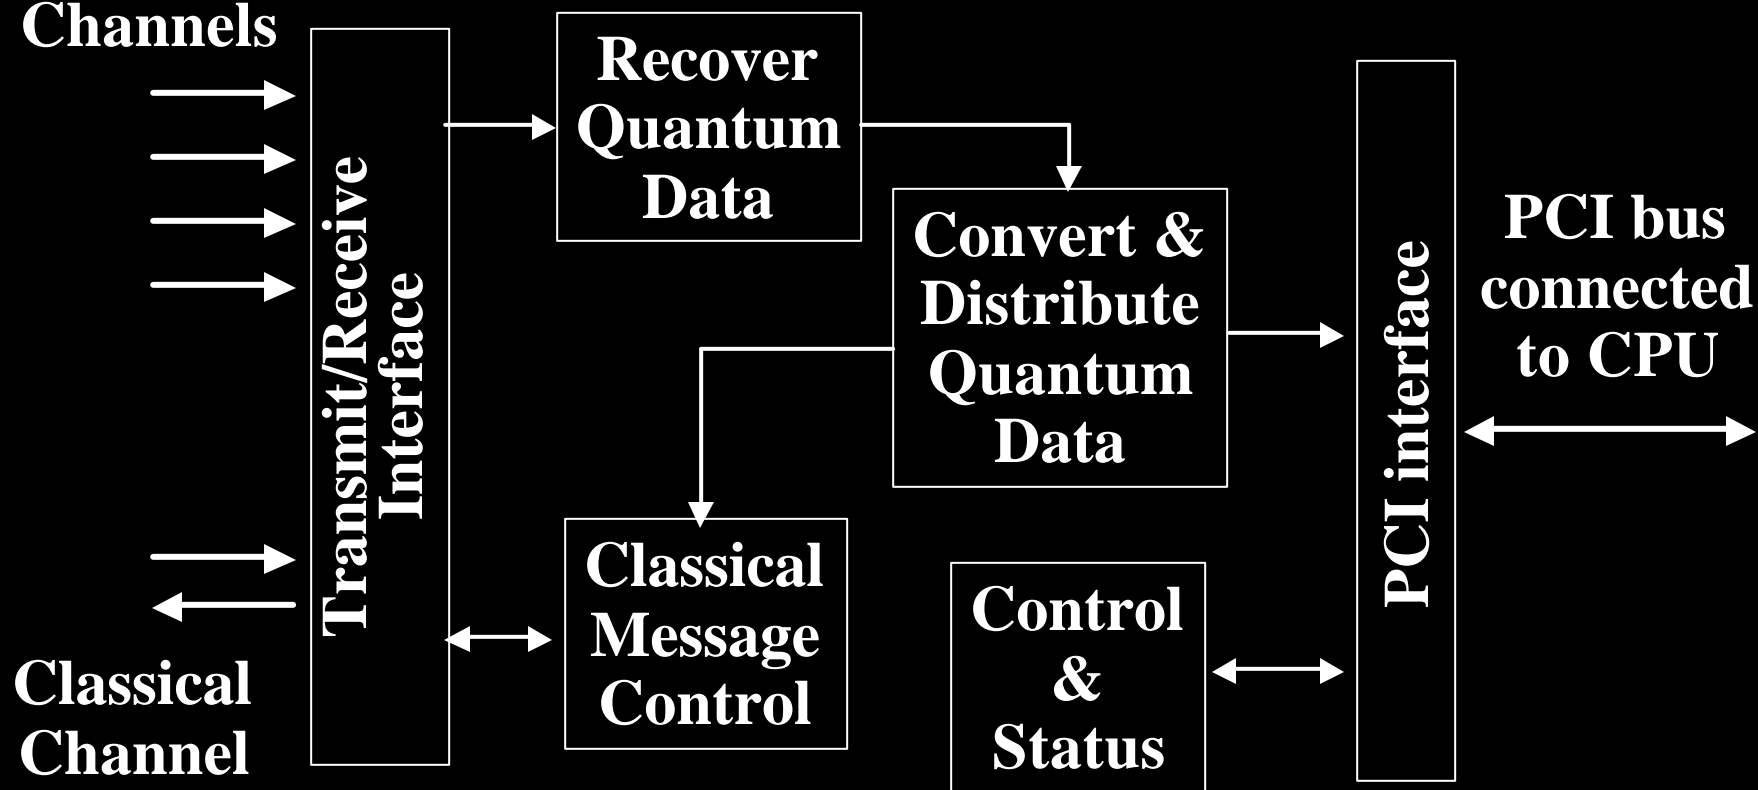 Channels
Transmit/Receive
Interface
Recover
Quantum
Data
Convert &
Distribute
Quantum
Data
Classical
Message
Control
Control
&
Status
PCI interface
PCI bus
connected
to CPU
Classical
Channel